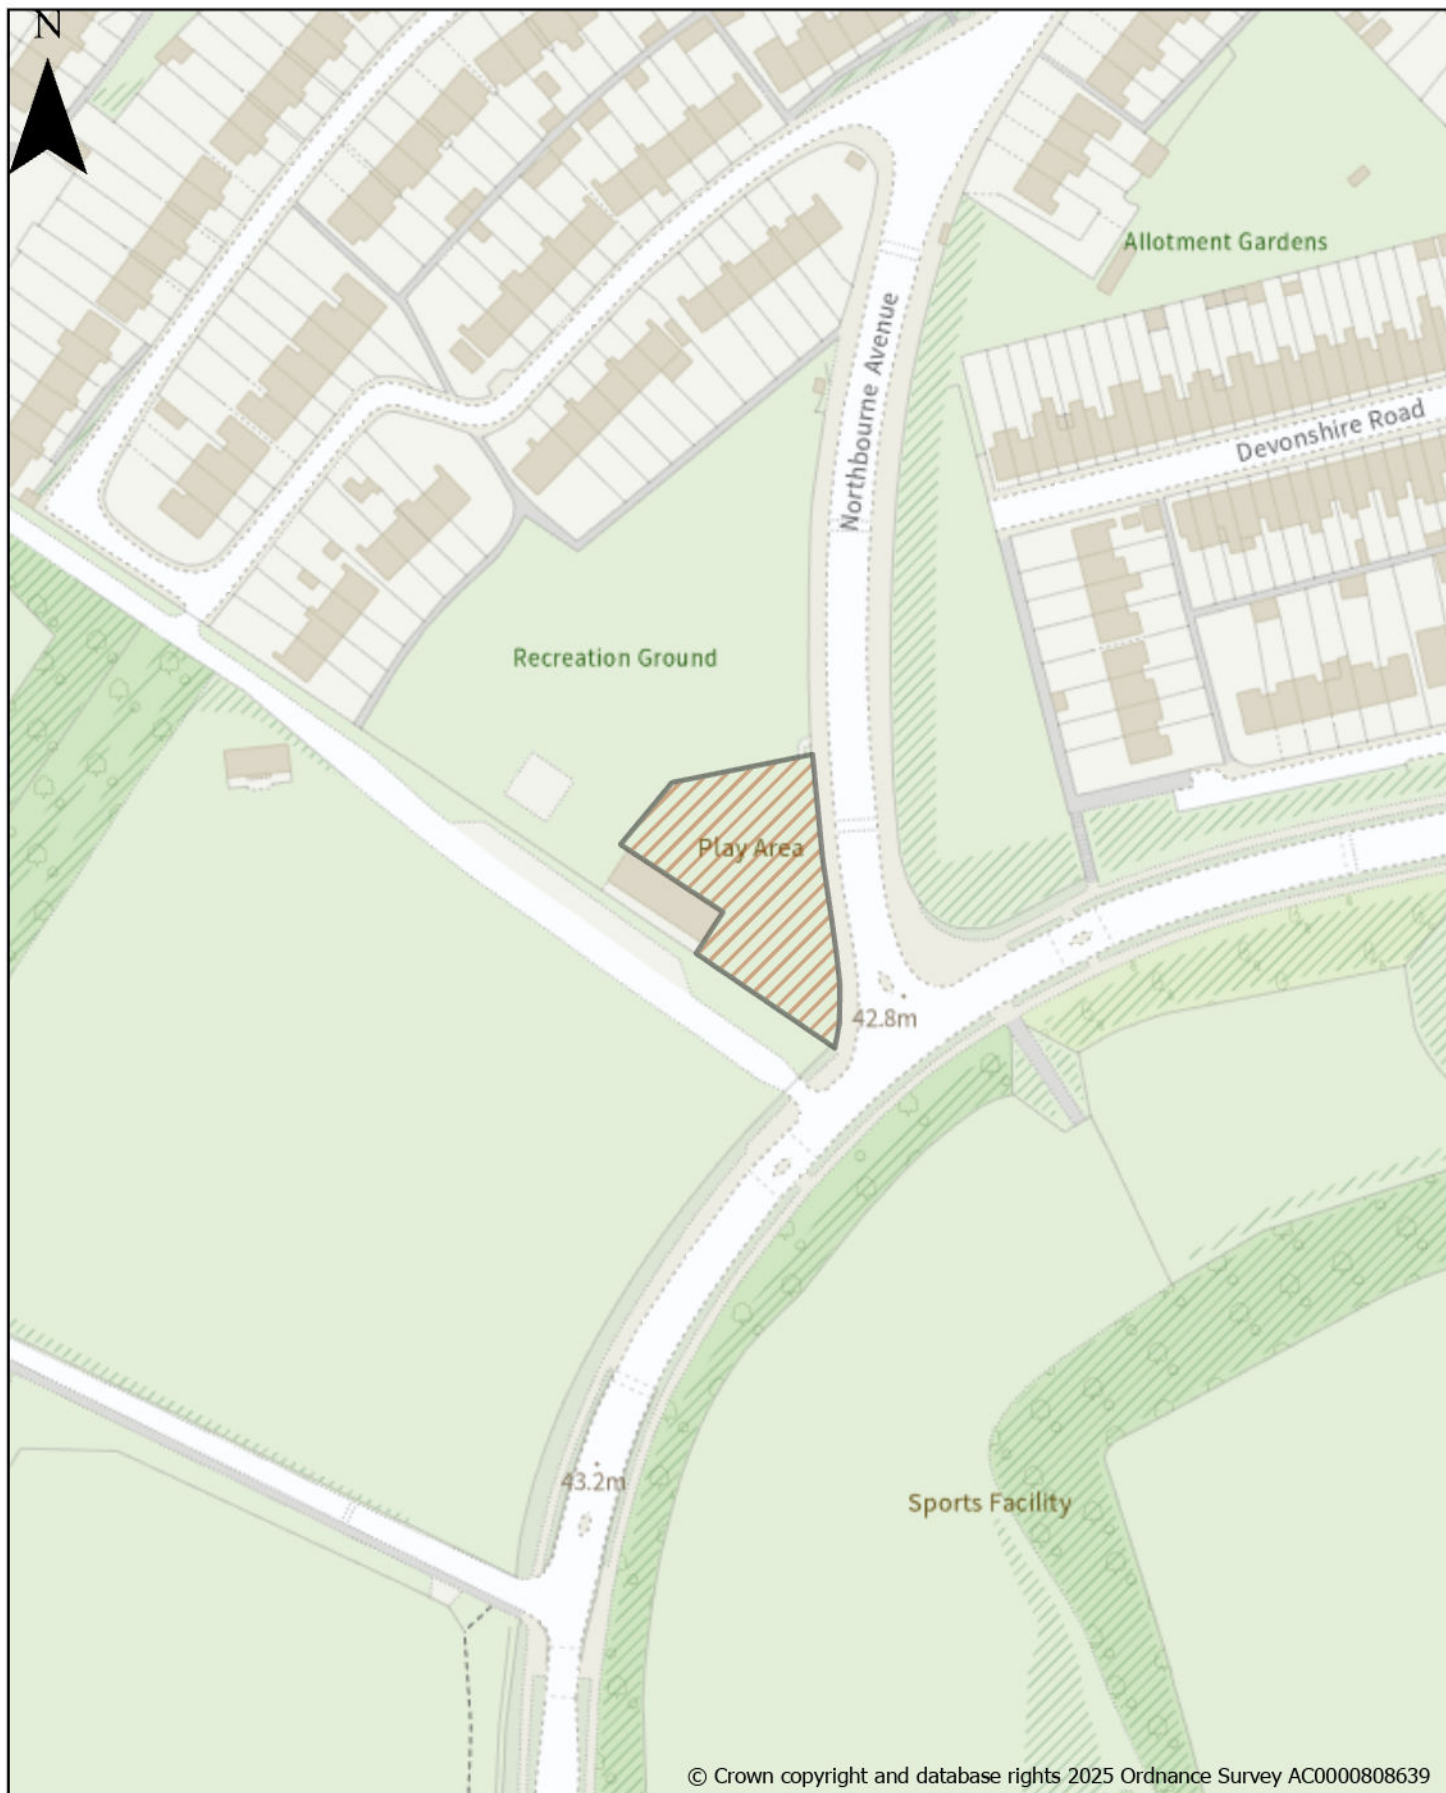 N
Allotment Gardens
Northbourne Avenue
Devonshire Road
Recreation Ground
Play Area
42.8m
43.2m
Sports Facility
© Crown copyright and database rights 2025 Ordnance Survey AC0000808639